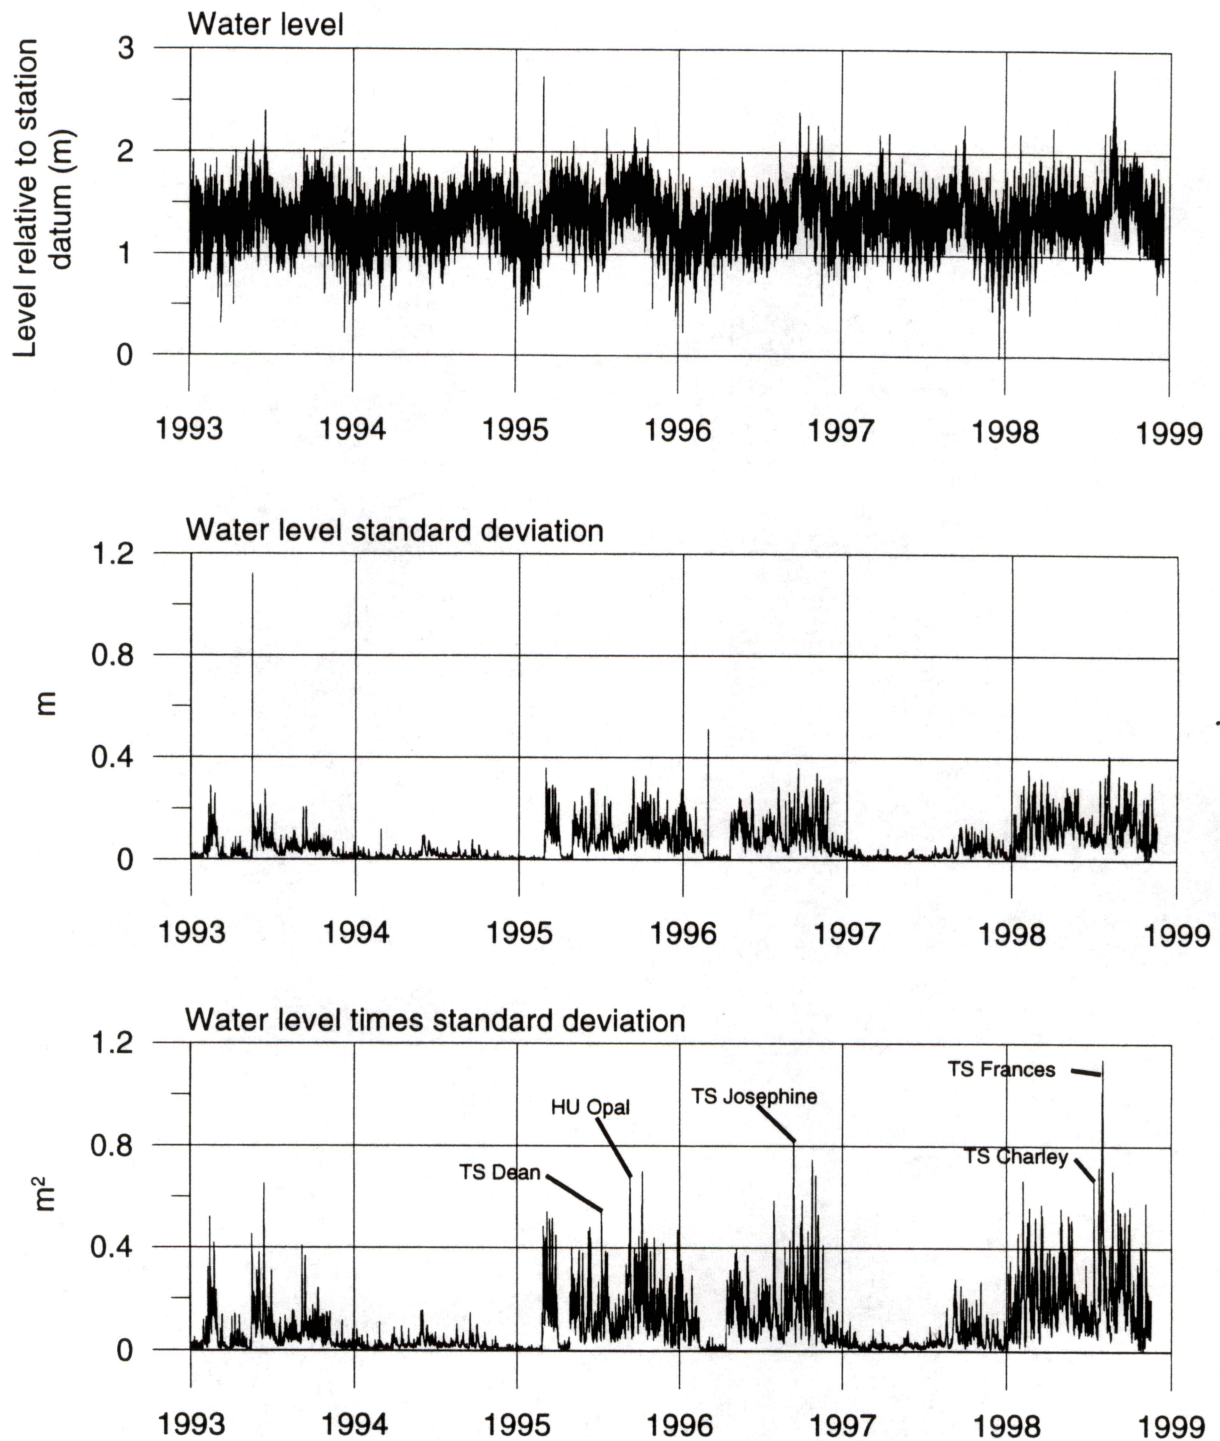 Water level
Level relative to station
datum (m)
3
2
1
0
1993 1994 1995 1996 1997 1998 1999
Water level standard deviation
m
1.2
0.8
0.4
0
1993 1994 1995 1996 1997 1998 1999
Water level times standard deviation
m²
1.2
0.8
0.4
0
TS Frances
TS Josephine
HU Opal
TS Charley
TS Dean
1993 1994 1995 1996 1997 1998 1999